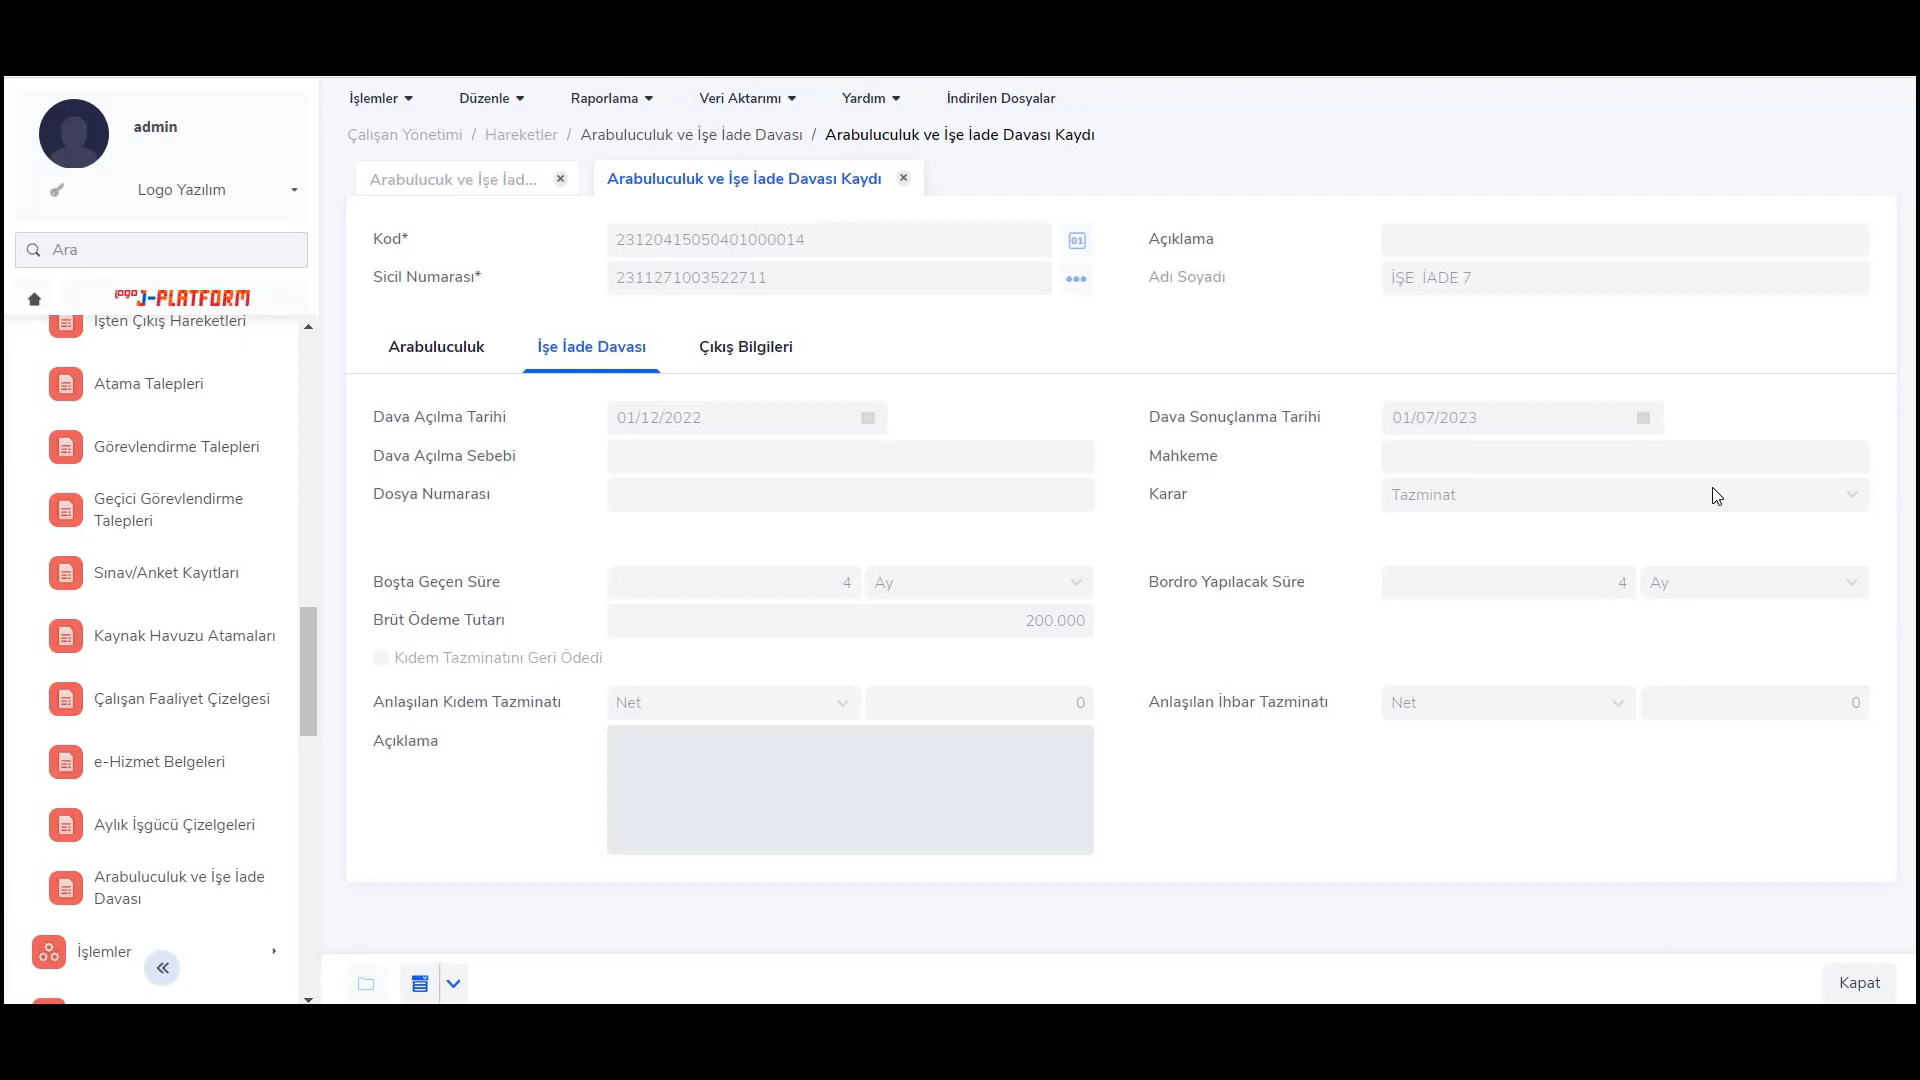 admin
Logo Yazılım
Ara
logo J-PLATFORM
İşten Çıkış Hareketleri
Atama Talepleri
Görevlendirme Talepleri
Geçici Görevlendirme
Talepleri
Sınav/Anket Kayıtları
Kaynak Havuzu Atamaları
Çalışan Faaliyet Çizelgesi
e-Hizmet Belgeleri
Aylık İşgücü Çizelgeleri
Arabuluculuk ve İşe İade
Davası
İşlemler
İşlemler Düzenle Raporlama Veri Aktarımı Yardım İndirilen Dosyalar
Çalışan Yönetimi / Hareketler / Arabuluculuk ve İşe İade Davası / Arabuluculuk ve İşe İade Davası Kaydı
Arabulucuk ve İşe İad... Arabuluculuk ve İşe İade Davası Kaydı
Kod* 23120415050401000014 01 Açıklama
Sicil Numarası* 2311271003522711 Adı Soyadı İŞE İADE 7
Arabuluculuk İşe İade Davası Çıkış Bilgileri
Dava Açılma Tarihi 01/12/2022 Dava Sonuçlanma Tarihi 01/07/2023
Dava Açılma Sebebi Mahkeme
Dosya Numarası Karar Tazminat
Boşta Geçen Süre 4 Ay Bordro Yapılacak Süre 4 Ay
Brüt Ödeme Tutarı 200.000
Kıdem Tazminatını Geri Ödedi
Anlaşılan Kıdem Tazminatı Net 0 Anlaşılan İhbar Tazminatı Net 0
Açıklama
Kapat